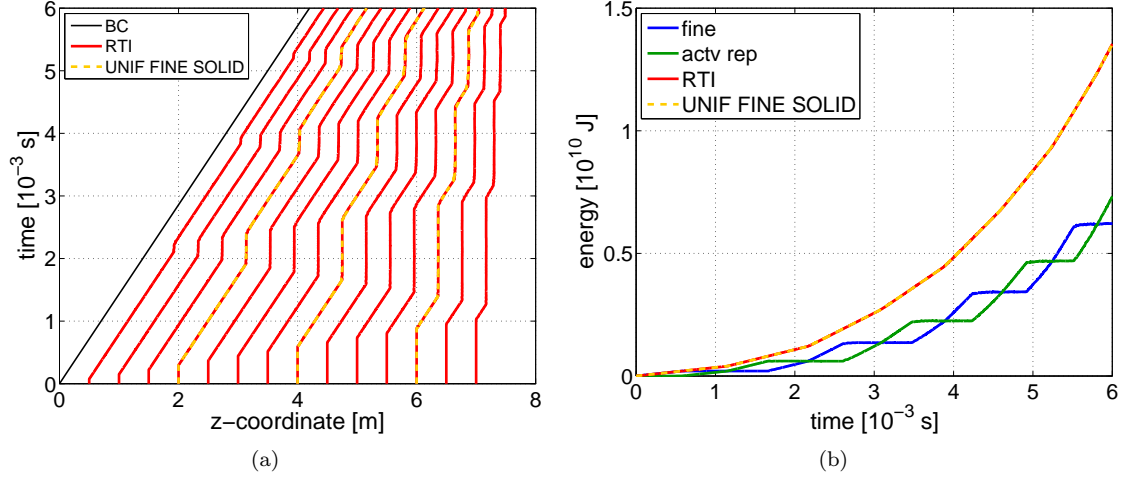 6
5
4
3
2
1
0
time [10⁻³ s]
BC
RTI
UNIF FINE SOLID
0
2
4
6
8
z−coordinate [m]
(a)
1.5
1
0.5
0
energy [10¹⁰ J]
fine
actv rep
RTI
UNIF FINE SOLID
0
1
2
3
4
5
6
time [10⁻³ s]
(b)